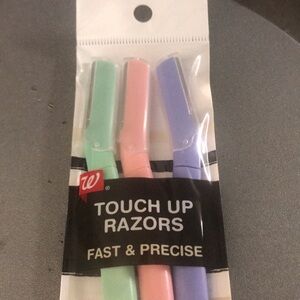 W®
TOUCH UP
RAZORS
FAST & PRECISE